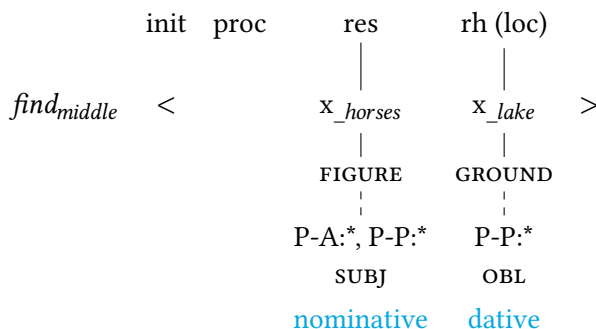 init proc res rh (loc)
find_middle < x_horses x_lake >
FIGURE GROUND
P-A:*, P-P:* P-P:*
SUBJ OBL
nominative dative